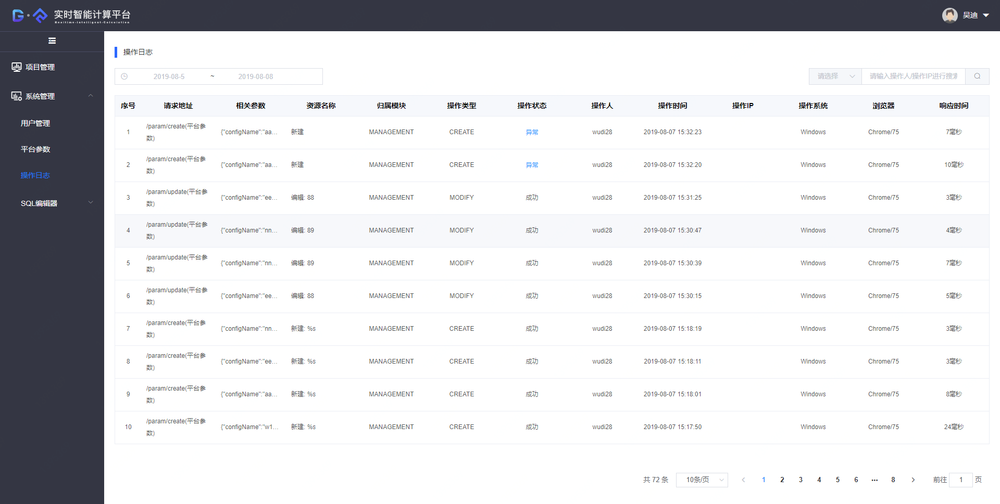 实时智能计算平台
Realtime-Intelligent-Calculation
吴迪
项目管理
系统管理
用户管理
平台参数
操作日志
SQL编辑器
操作日志
2019-08-5 ~ 2019-08-08
请选择 请输入操作人/操作IP进行搜索
序号 请求地址 相关参数 资源名称 归属模块 操作类型 操作状态 操作人 操作时间 操作IP 操作系统 浏览器 响应时间
1 /param/create(平台参数) {"configName":"aa... 新建 MANAGEMENT CREATE 异常 wudi28 2019-08-07 15:32:23 Windows Chrome/75 7毫秒
2 /param/create(平台参数) {"configName":"aa... 新建 MANAGEMENT CREATE 异常 wudi28 2019-08-07 15:32:20 Windows Chrome/75 10毫秒
3 /param/update(平台参数) {"configName":"ee... 编辑: 88 MANAGEMENT MODIFY 成功 wudi28 2019-08-07 15:31:25 Windows Chrome/75 3毫秒
4 /param/update(平台参数) {"configName":"nn... 编辑: 89 MANAGEMENT MODIFY 成功 wudi28 2019-08-07 15:30:47 Windows Chrome/75 4毫秒
5 /param/update(平台参数) {"configName":"nn... 编辑: 89 MANAGEMENT MODIFY 成功 wudi28 2019-08-07 15:30:39 Windows Chrome/75 7毫秒
6 /param/update(平台参数) {"configName":"ee... 编辑: 88 MANAGEMENT MODIFY 成功 wudi28 2019-08-07 15:30:15 Windows Chrome/75 5毫秒
7 /param/create(平台参数) {"configName":"nn... 新建: %s MANAGEMENT CREATE 成功 wudi28 2019-08-07 15:18:19 Windows Chrome/75 3毫秒
8 /param/create(平台参数) {"configName":"ee... 新建: %s MANAGEMENT CREATE 成功 wudi28 2019-08-07 15:18:11 Windows Chrome/75 3毫秒
9 /param/create(平台参数) {"configName":"aa... 新建: %s MANAGEMENT CREATE 成功 wudi28 2019-08-07 15:18:01 Windows Chrome/75 8毫秒
10 /param/create(平台参数) {"configName":"w1... 新建: %s MANAGEMENT CREATE 成功 wudi28 2019-08-07 15:17:50 Windows Chrome/75 24毫秒
共 72 条 10条/页 1 2 3 4 5 6 ... 8 前往 1 页